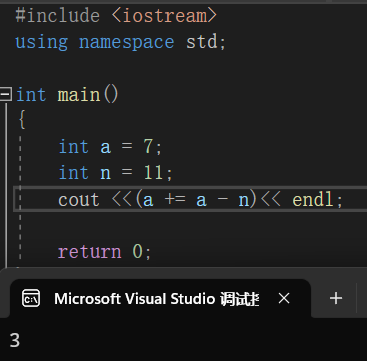 #include <iostream>
using namespace std;
int main()
{
int a = 7;
int n = 11;
cout <<(a += a - n)<< endl;
return 0;
Microsoft Visual Studio 调试
3